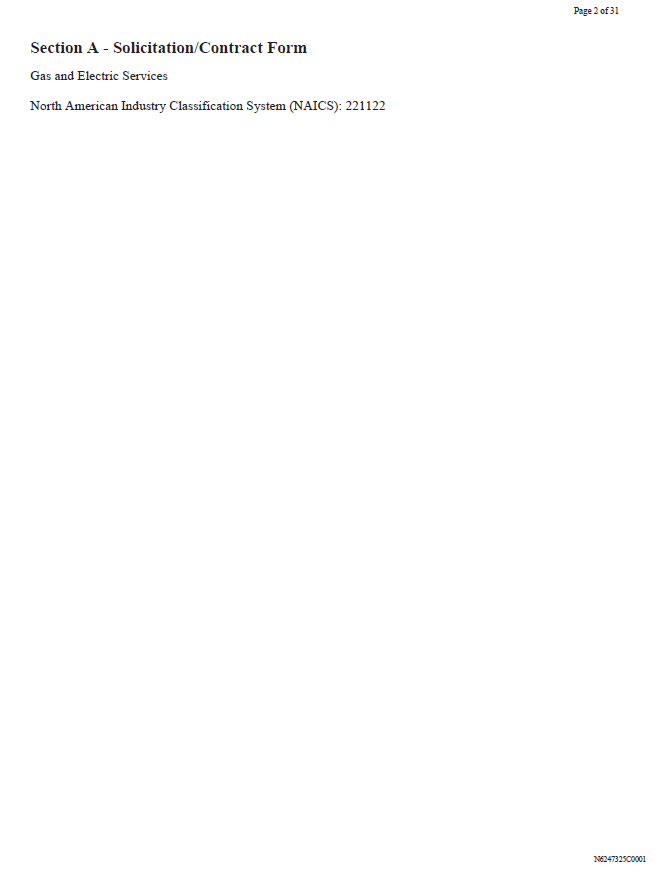 Page 2 of 31
Section A - Solicitation/Contract Form
Gas and Electric Services
North American Industry Classification System (NAICS): 221122
N6247325C0001